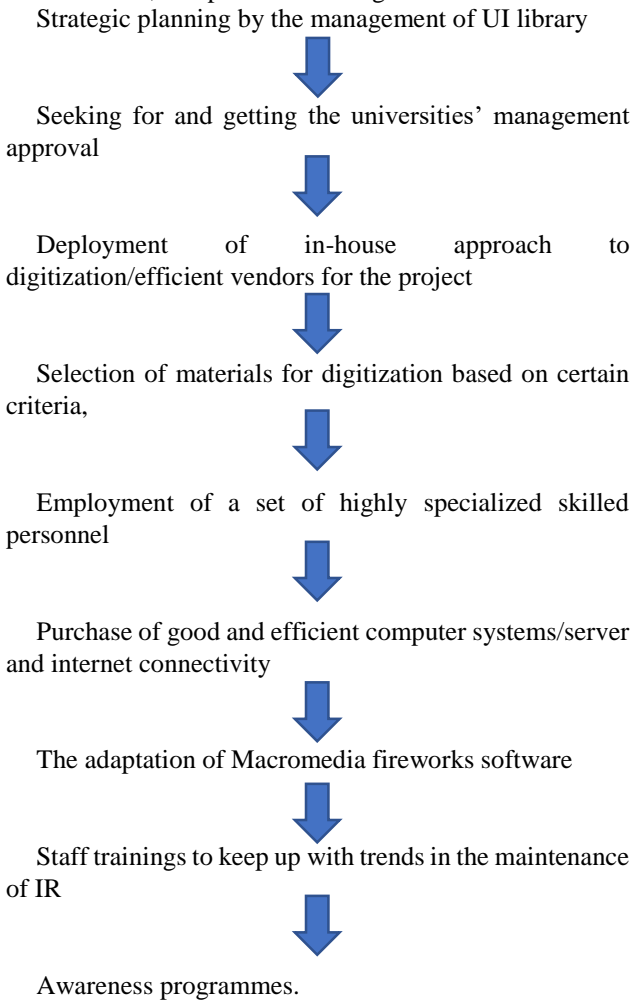 Strategic planning by the management of UI library
Seeking for and getting the universities’ management
approval
Deployment of in-house approach to
digitization/efficient vendors for the project
Selection of materials for digitization based on certain
criteria,
Employment of a set of highly specialized skilled
personnel
Purchase of good and efficient computer systems/server
and internet connectivity
The adaptation of Macromedia fireworks software
Staff trainings to keep up with trends in the maintenance
of IR
Awareness programmes.